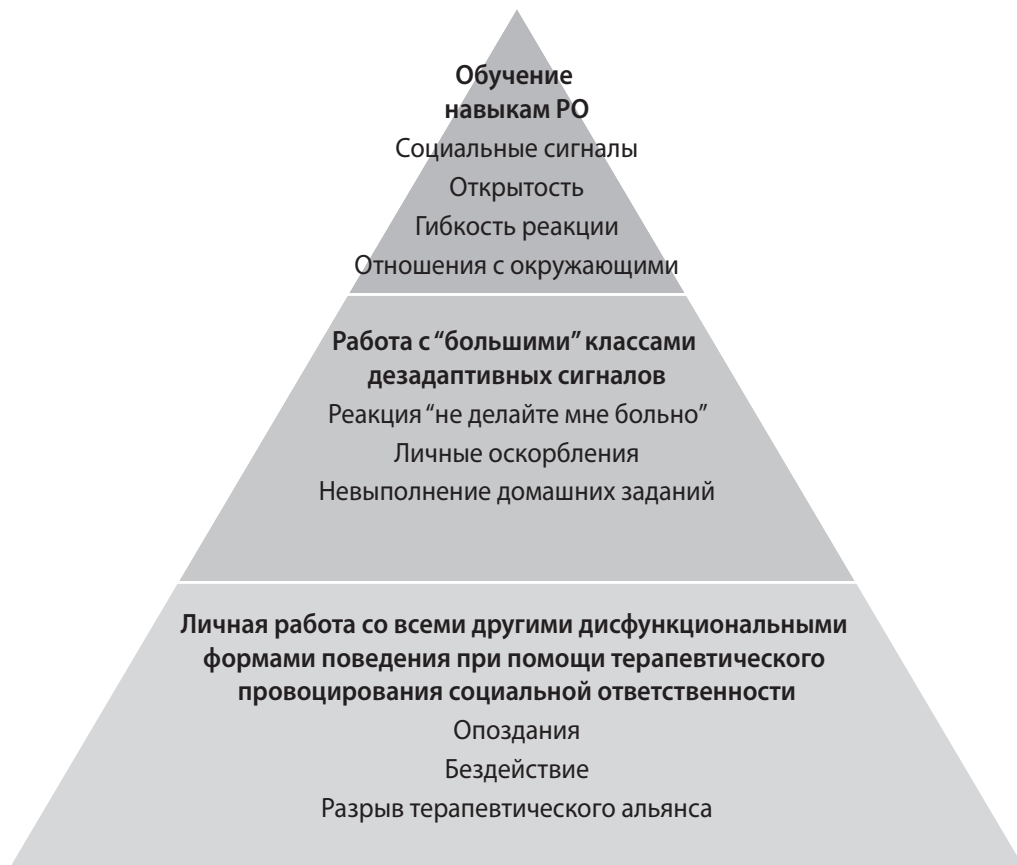 Обучение
навыкам РО
Социальные сигналы
Открытость
Гибкость реакции
Отношения с окружающими
Работа с “большими” классами
дезадаптивных сигналов
Реакция “не делайте мне больно”
Личные оскорбления
Невыполнение домашних заданий
Личная работа со всеми другими дисфункциональными
формами поведения при помощи терапевтического
провоцирования социальной ответственности
Опоздания
Бездействие
Разрыв терапевтического альянса